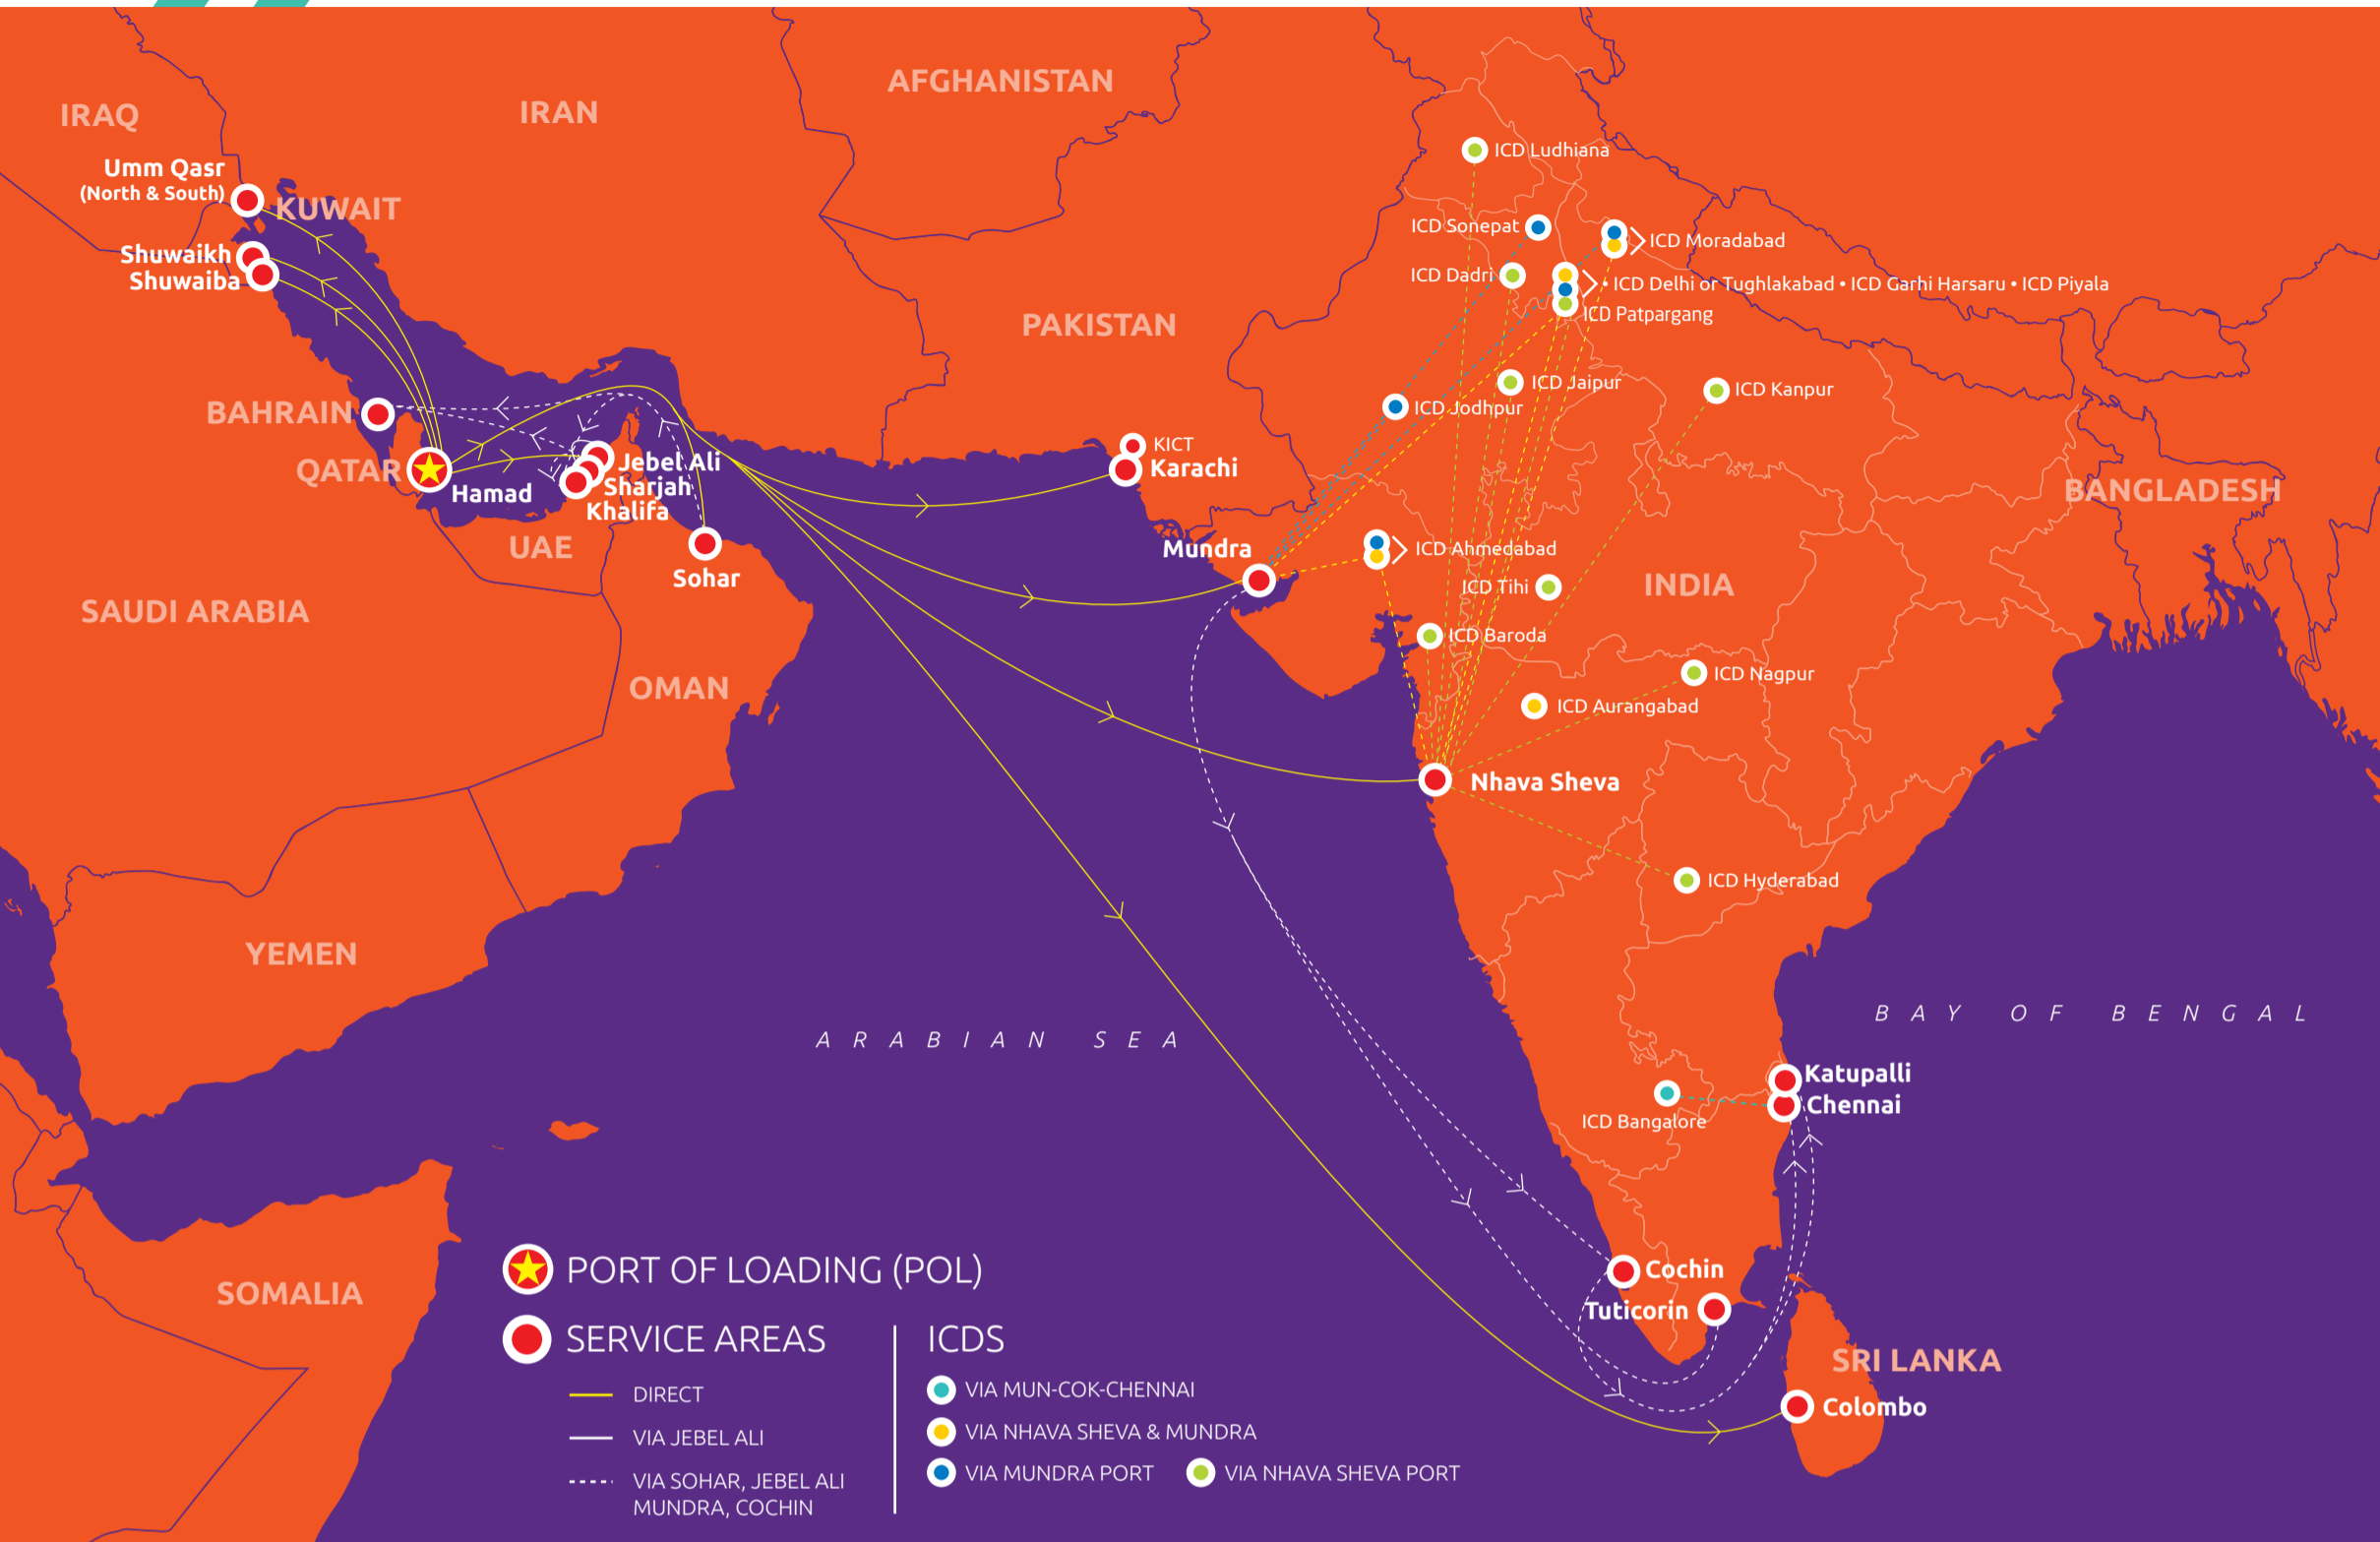 AFGHANISTAN
IRAQ
IRAN
Umm Qasr
(North & South)
KUWAIT
Shuwaikh
Shuwaiba
PAKISTAN
BAHRAIN
QATAR
Hamad
Jebel Ali
Sharjah
Khalifa
UAE
Sohar
SAUDI ARABIA
OMAN
YEMEN
SOMALIA
KICT
Karachi
Mundra
ICD Ludhiana
ICD Sonepat
ICD Moradabad
ICD Dadri
• ICD Delhi or Tughlakabad • ICD Garhi Harsaru • ICD Piyala
ICD Patpargang
ICD Jaipur
ICD Kanpur
ICD Jodhpur
BANGLADESH
ICD Ahmedabad
ICD Tihi
INDIA
ICD Baroda
ICD Nagpur
ICD Aurangabad
Nhava Sheva
ICD Hyderabad
ARABIAN SEA
BAY OF BENGAL
Katupalli
Chennai
ICD Bangalore
Cochin
Tuticorin
SRI LANKA
Colombo
PORT OF LOADING (POL)
SERVICE AREAS
DIRECT
VIA JEBEL ALI
VIA SOHAR, JEBEL ALI
MUNDRA, COCHIN
ICDS
VIA MUN-COK-CHENNAI
VIA NHAVA SHEVA & MUNDRA
VIA MUNDRA PORT
VIA NHAVA SHEVA PORT